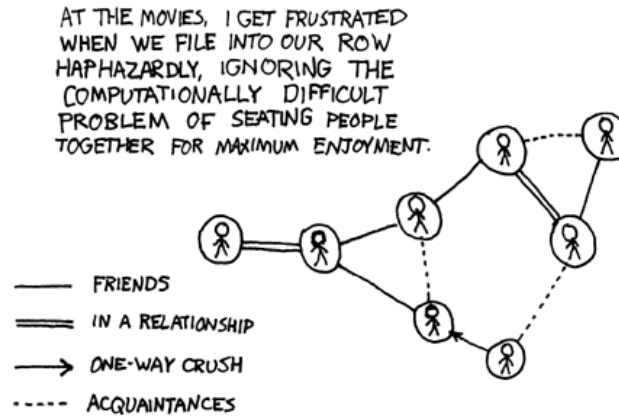 AT THE MOVIES, I GET FRUSTRATED
WHEN WE FILE INTO OUR ROW
HAPHAZARDLY, IGNORING THE
COMPUTATIONALLY DIFFICULT
PROBLEM OF SEATING PEOPLE
TOGETHER FOR MAXIMUM ENJOYMENT.
FRIENDS
IN A RELATIONSHIP
ONE-WAY CRUSH
ACQUAINTANCES